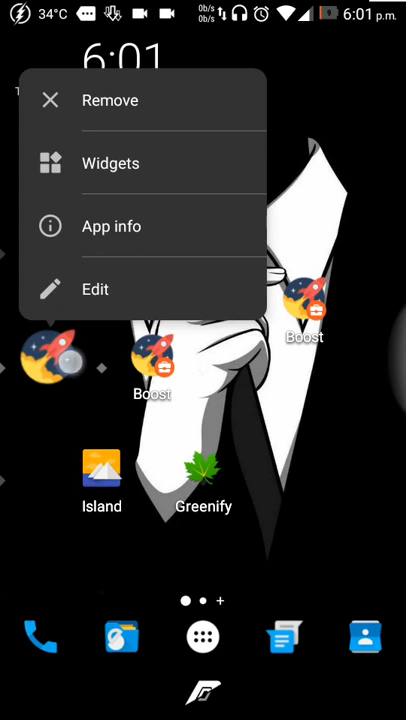 34°C
0b/s
0b/s
6:01 p.m.
6:01
T
Remove
Widgets
App info
Edit
Boost
Boost
Island
Greenify